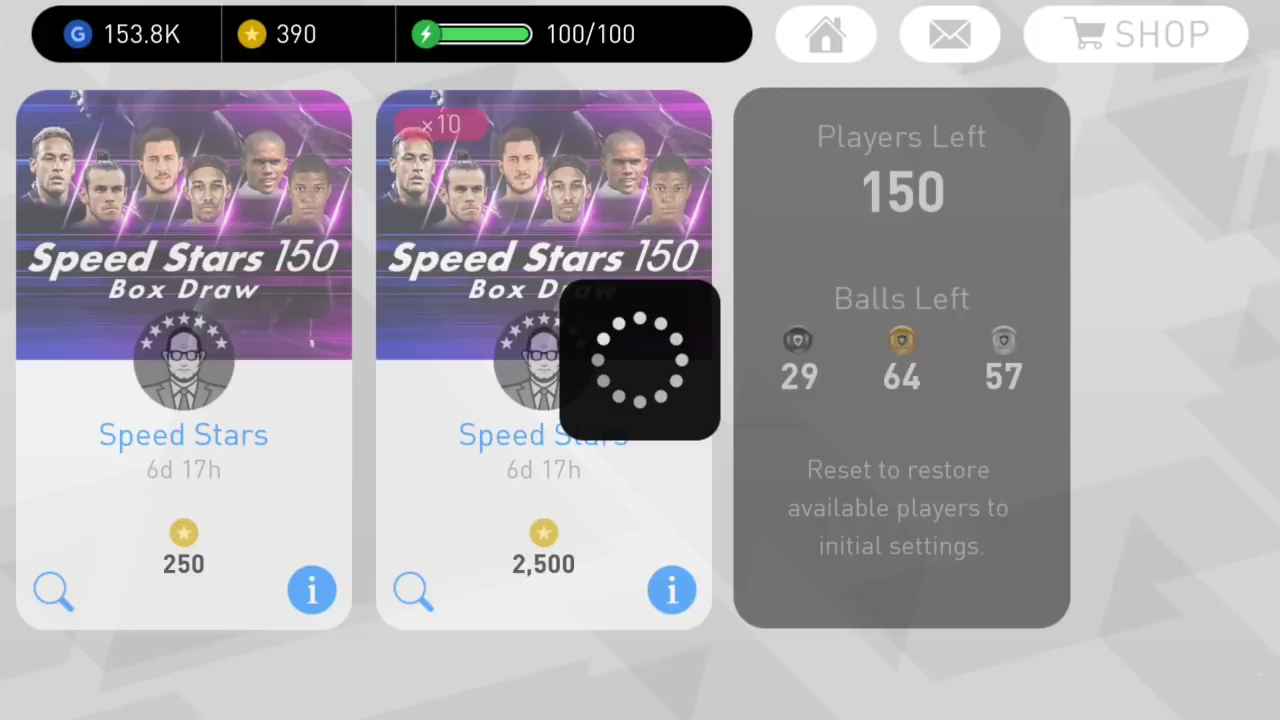 G 153.8K
390
100/100
SHOP
Speed Stars 150
Box Draw
Speed Stars
6d 17h
250
i
×10
Speed Stars 150
Box Draw
Speed Stars
6d 17h
2,500
i
Players Left
150
Balls Left
29 64 57
Reset to restore
available players to
initial settings.